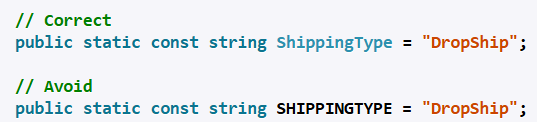 // Correct
public static const string ShippingType = "DropShip";
// Avoid
public static const string SHIPPINGTYPE = "DropShip";